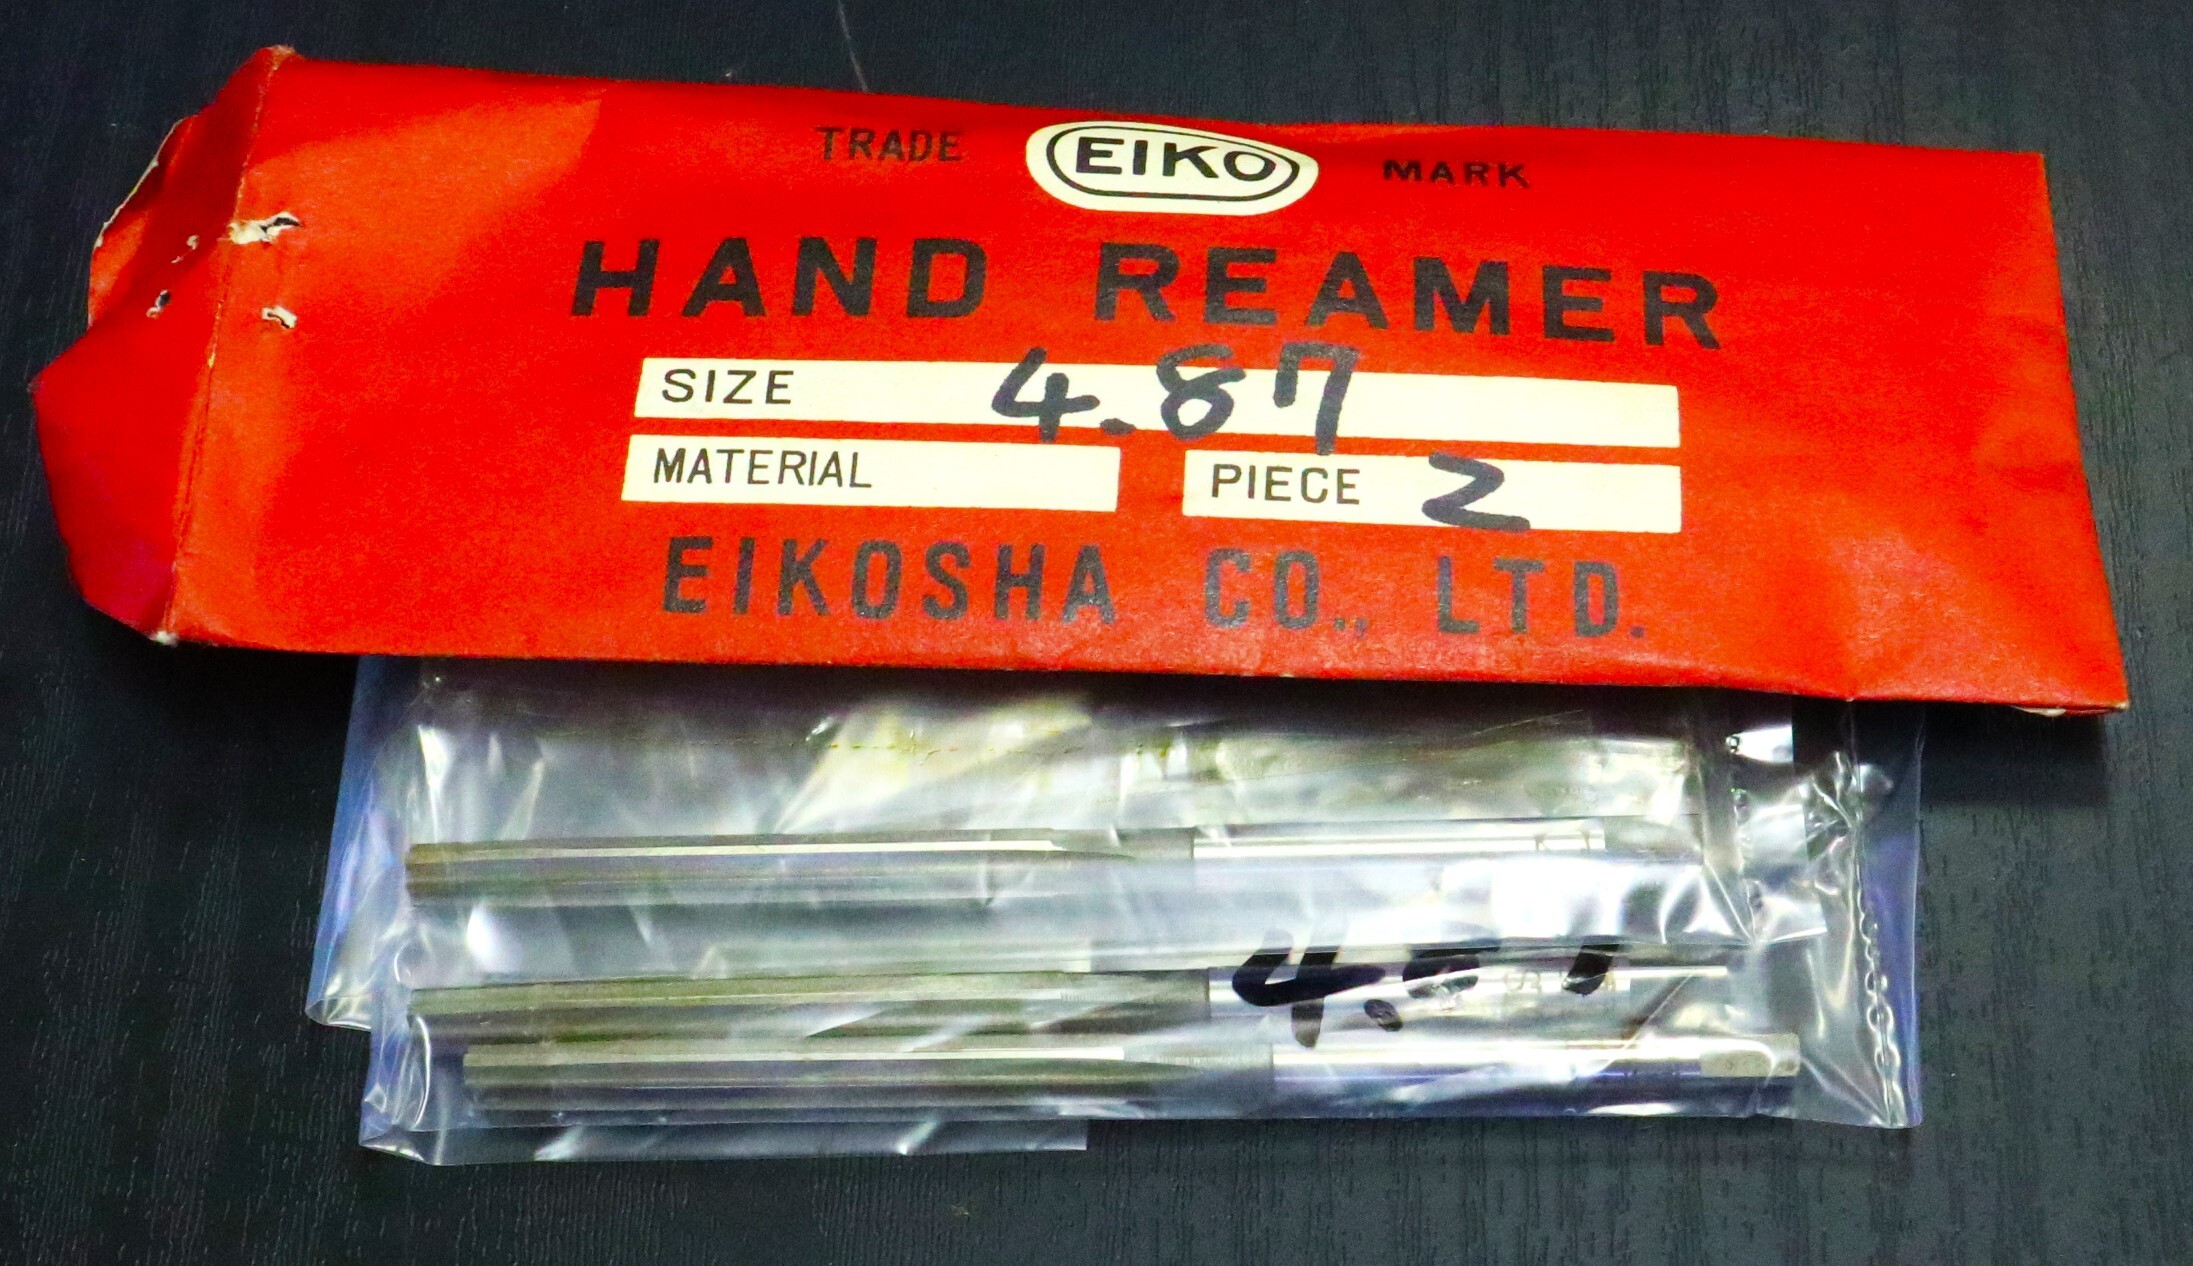 TRADE EIKO MARK
HAND REAMER
SIZE 4.87
MATERIAL PIECE 2
EIKOSHA CO., LTD.